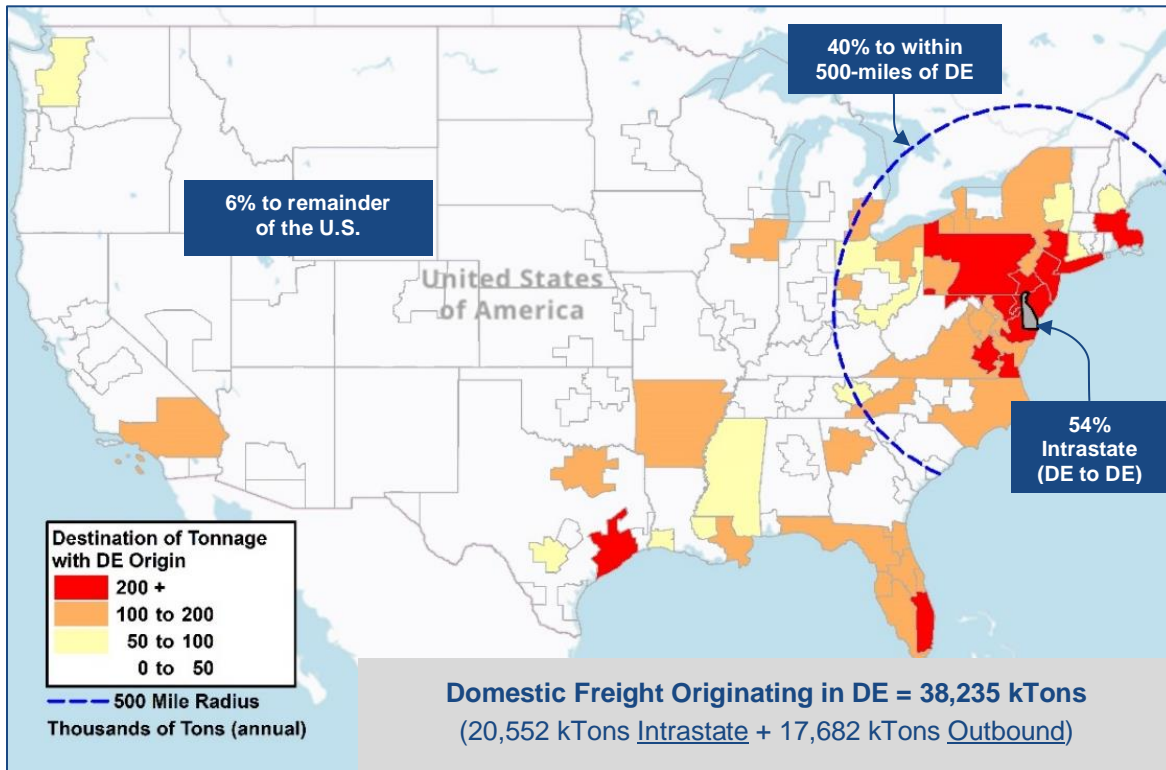 40% to within
500-miles of DE
6% to remainder
of the U.S.
United States
of America
54%
Intrastate
(DE to DE)
Destination of Tonnage
with DE Origin
200 +
100 to 200
50 to 100
0 to 50
500 Mile Radius
Thousands of Tons (annual)
Domestic Freight Originating in DE = 38,235 kTons
(20,552 kTons Intrastate + 17,682 kTons Outbound)